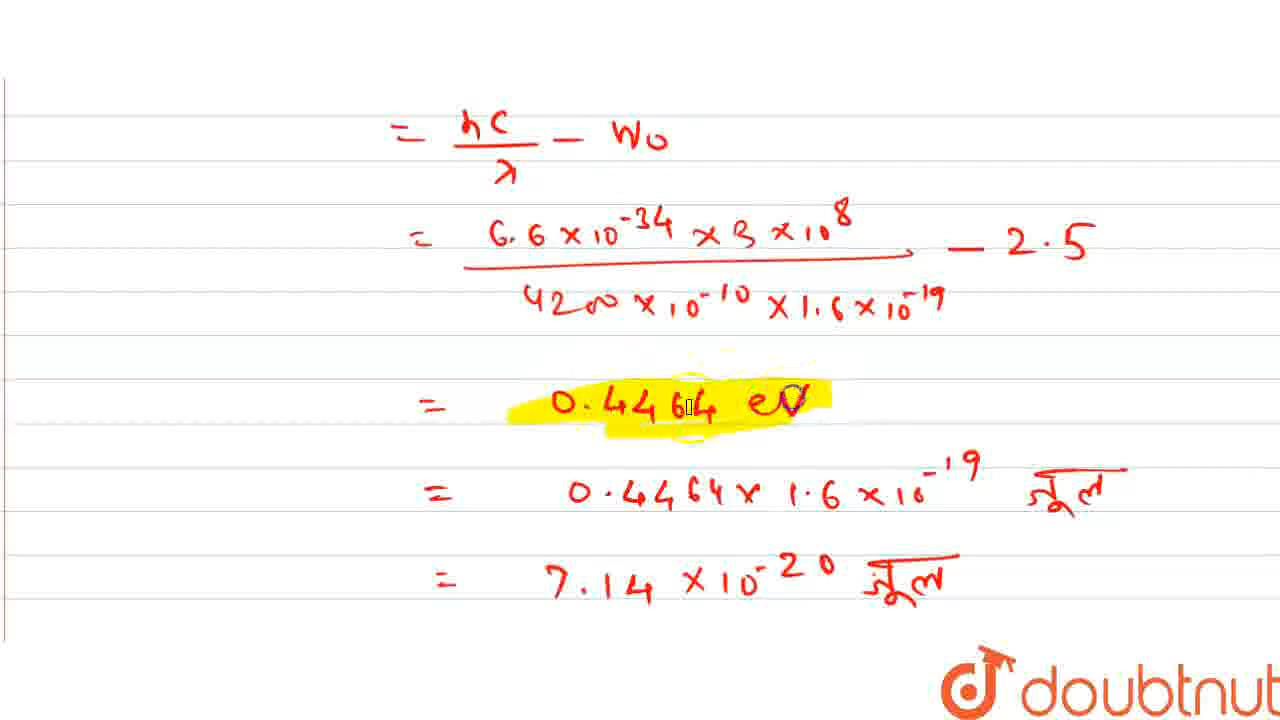 = hc / λ - W0
= 6.6 × 10^-34 × 3 × 10^8 / 4200 × 10^-10 × 1.6 × 10^-19 - 2.5
= 0.4464 eV
= 0.4464 × 1.6 × 10^-19 जूल
= 7.14 × 10^-20 जूल
doubtnut